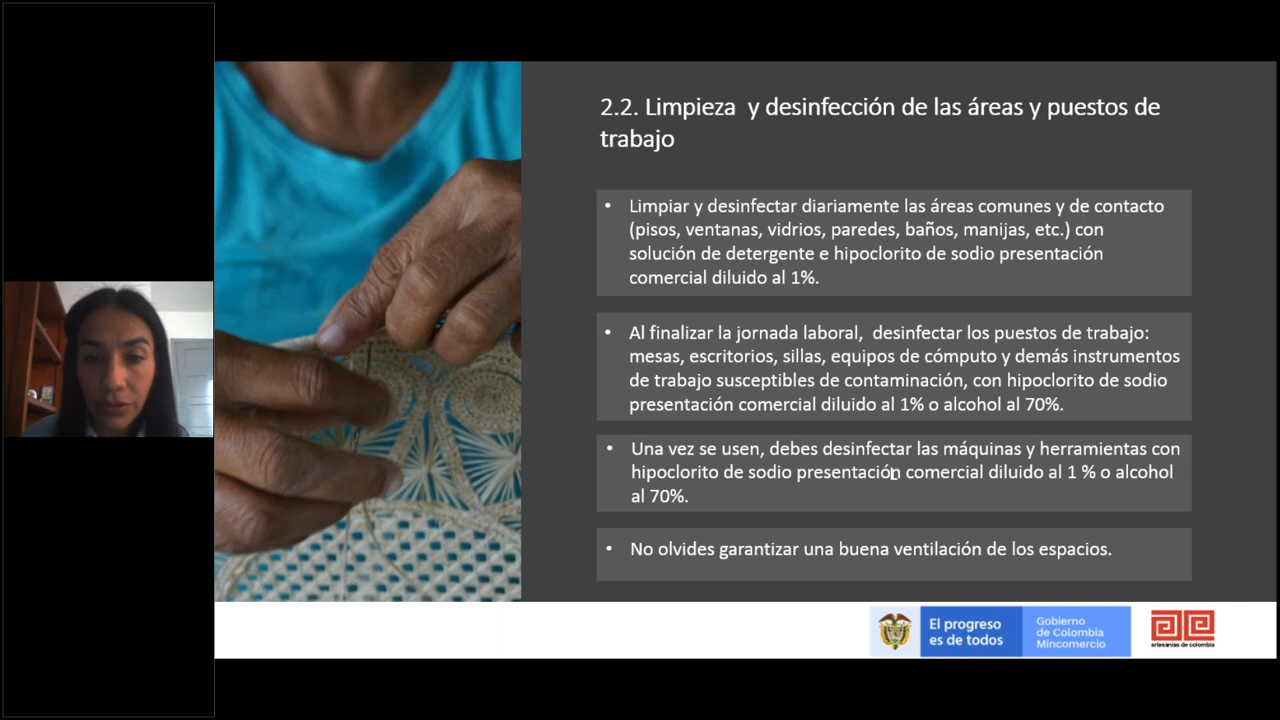 2.2. Limpieza y desinfección de las áreas y puestos de
trabajo
• Limpiar y desinfectar diariamente las áreas comunes y de contacto
(pisos, ventanas, vidrios, paredes, baños, manijas, etc.) con
solución de detergente e hipoclorito de sodio presentación
comercial diluido al 1%.
• Al finalizar la jornada laboral, desinfectar los puestos de trabajo:
mesas, escritorios, sillas, equipos de cómputo y demás instrumentos
de trabajo susceptibles de contaminación, con hipoclorito de sodio
presentación comercial diluido al 1% o alcohol al 70%.
• Una vez se usen, debes desinfectar las máquinas y herramientas con
hipoclorito de sodio presentación comercial diluido al 1 % o alcohol
al 70%.
• No olvides garantizar una buena ventilación de los espacios.
El progreso
es de todos
Gobierno
de Colombia
Mincomercio
artesanías de colombia